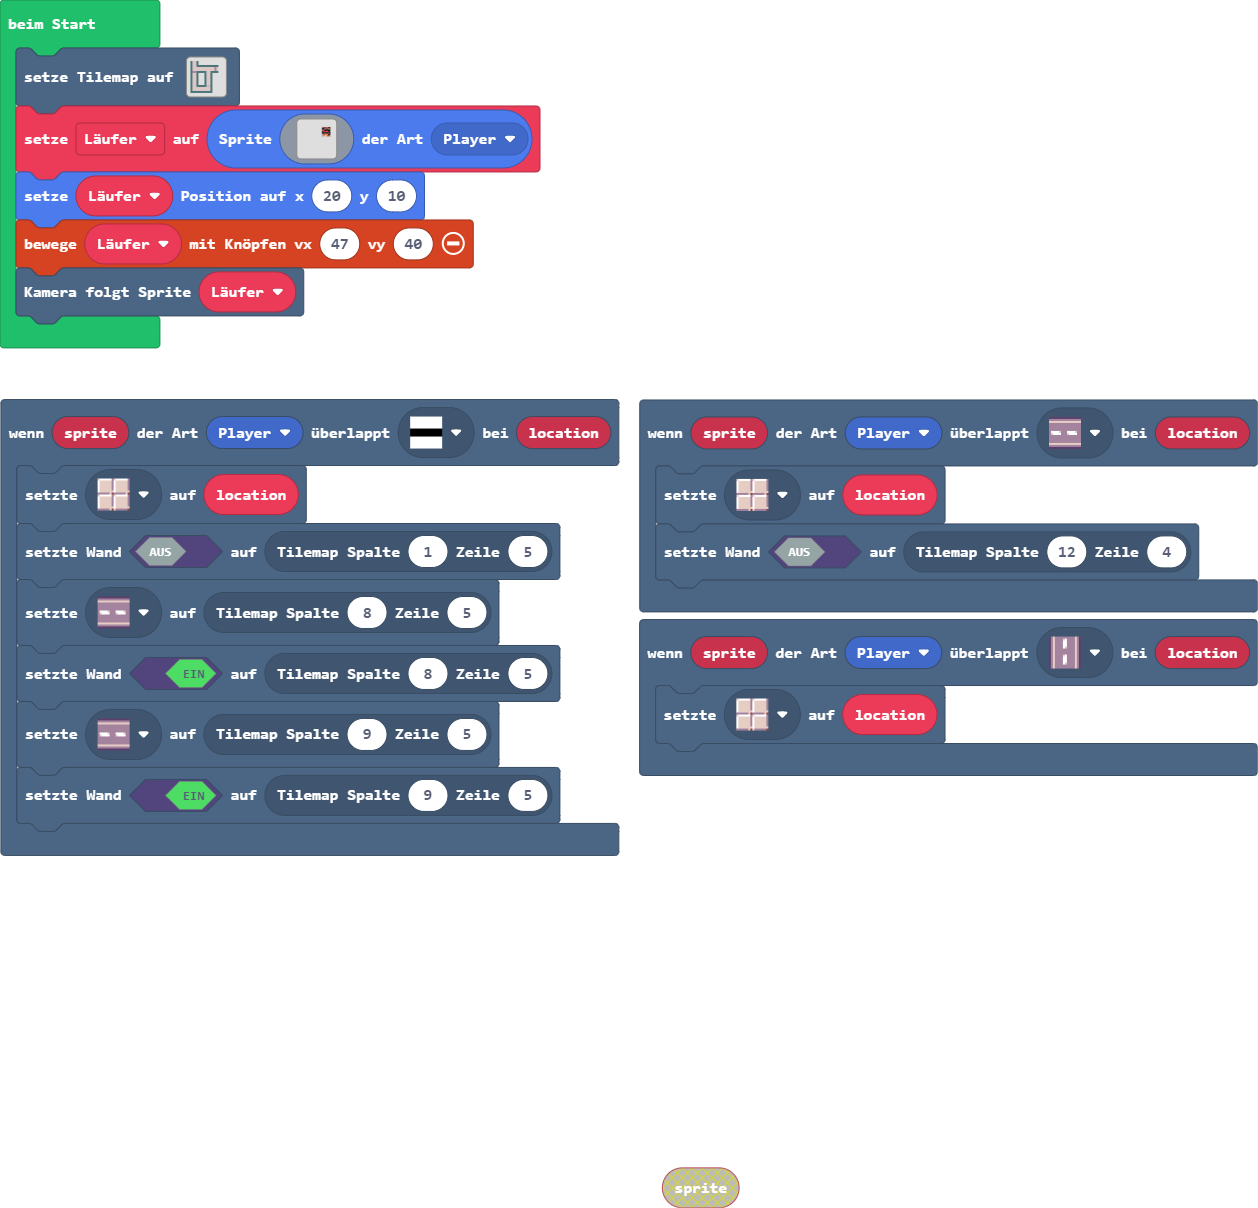 beim Start
setze Tilemap auf
setze Läufer auf Sprite der Art Player
setze Läufer Position auf x 20 y 10
bewege Läufer mit Knöpfen vx 47 vy 40
Kamera folgt Sprite Läufer
wenn sprite der Art Player überlappt bei location
setzte auf location
setzte Wand AUS auf Tilemap Spalte 1 Zeile 5
setzte auf Tilemap Spalte 8 Zeile 5
setzte Wand EIN auf Tilemap Spalte 8 Zeile 5
setzte auf Tilemap Spalte 9 Zeile 5
setzte Wand EIN auf Tilemap Spalte 9 Zeile 5
wenn sprite der Art Player überlappt bei location
setzte auf location
setzte Wand AUS auf Tilemap Spalte 12 Zeile 4
wenn sprite der Art Player überlappt bei location
setzte auf location
sprite